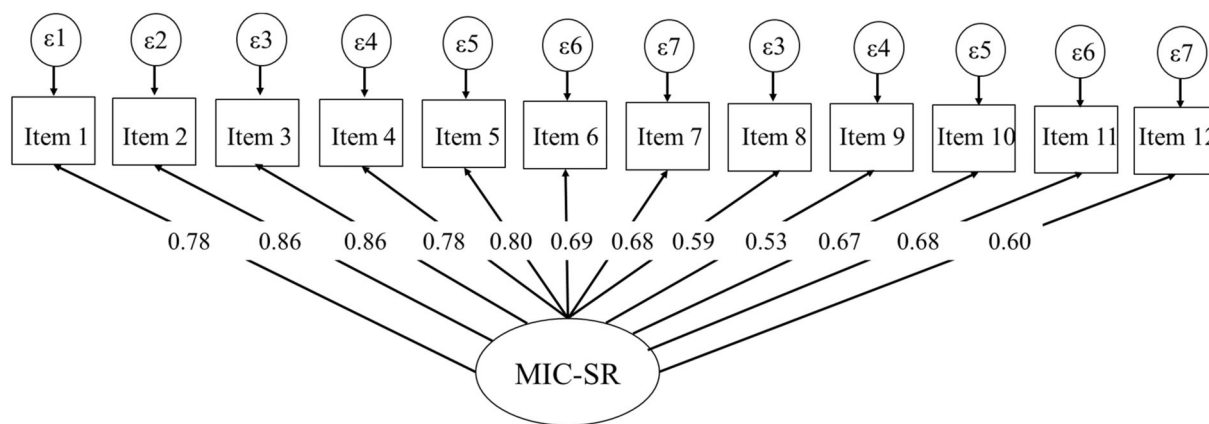 ε1 ε2 ε3 ε4 ε5 ε6 ε7 ε3 ε4 ε5 ε6 ε7
Item 1 Item 2 Item 3 Item 4 Item 5 Item 6 Item 7 Item 8 Item 9 Item 10 Item 11 Item 12
0.78 0.86 0.86 0.78 0.80 0.69 0.68 0.59 0.53 0.67 0.68 0.60
MIC-SR